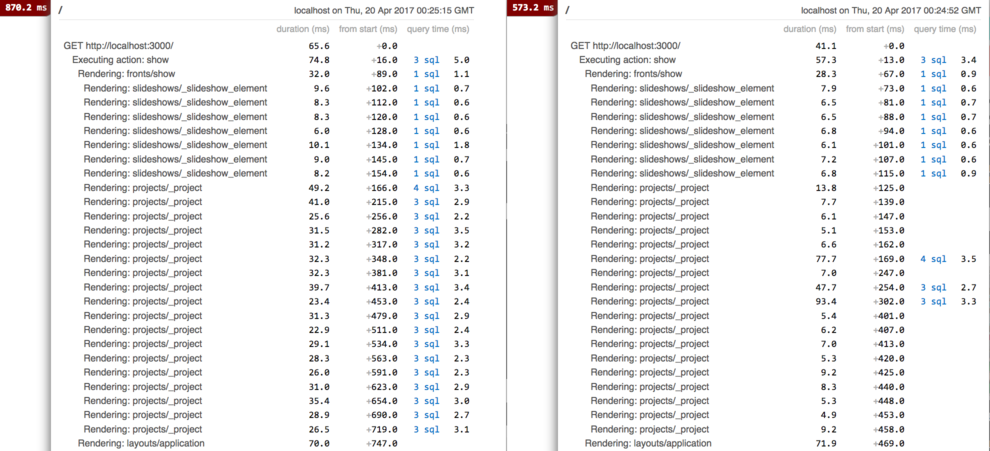 870.2 ms
/ localhost on Thu, 20 Apr 2017 00:25:15 GMT
duration (ms) from start (ms) query time (ms)
GET http://localhost:3000/ 65.6 +0.0
Executing action: show 74.8 +16.0 3 sql 5.0
Rendering: fronts/show 32.0 +89.0 1 sql 1.1
Rendering: slideshows/_slideshow_element 9.6 +102.0 1 sql 0.7
Rendering: slideshows/_slideshow_element 8.3 +112.0 1 sql 0.6
Rendering: slideshows/_slideshow_element 8.3 +120.0 1 sql 0.6
Rendering: slideshows/_slideshow_element 6.0 +128.0 1 sql 0.6
Rendering: slideshows/_slideshow_element 10.1 +134.0 1 sql 1.8
Rendering: slideshows/_slideshow_element 9.0 +145.0 1 sql 0.7
Rendering: slideshows/_slideshow_element 8.2 +154.0 1 sql 0.6
Rendering: projects/_project 49.2 +166.0 4 sql 3.3
Rendering: projects/_project 41.0 +215.0 3 sql 2.9
Rendering: projects/_project 25.6 +256.0 3 sql 2.2
Rendering: projects/_project 31.5 +282.0 3 sql 3.5
Rendering: projects/_project 31.2 +317.0 3 sql 3.2
Rendering: projects/_project 32.3 +348.0 3 sql 2.2
Rendering: projects/_project 32.3 +381.0 3 sql 3.1
Rendering: projects/_project 39.7 +413.0 3 sql 3.4
Rendering: projects/_project 23.4 +453.0 3 sql 2.4
Rendering: projects/_project 31.3 +479.0 3 sql 2.9
Rendering: projects/_project 22.9 +511.0 3 sql 2.4
Rendering: projects/_project 29.1 +534.0 3 sql 3.3
Rendering: projects/_project 28.3 +563.0 3 sql 2.3
Rendering: projects/_project 26.0 +591.0 3 sql 2.3
Rendering: projects/_project 31.0 +623.0 3 sql 2.9
Rendering: projects/_project 35.4 +654.0 3 sql 3.0
Rendering: projects/_project 28.9 +690.0 3 sql 2.7
Rendering: projects/_project 26.5 +719.0 3 sql 3.1
Rendering: layouts/application 70.0 +747.0
573.2 ms
/ localhost on Thu, 20 Apr 2017 00:24:52 GMT
duration (ms) from start (ms) query time (ms)
GET http://localhost:3000/ 41.1 +0.0
Executing action: show 57.3 +13.0 3 sql 3.4
Rendering: fronts/show 28.3 +67.0 1 sql 0.9
Rendering: slideshows/_slideshow_element 7.9 +73.0 1 sql 0.6
Rendering: slideshows/_slideshow_element 6.5 +81.0 1 sql 0.7
Rendering: slideshows/_slideshow_element 6.5 +88.0 1 sql 0.7
Rendering: slideshows/_slideshow_element 6.8 +94.0 1 sql 0.6
Rendering: slideshows/_slideshow_element 6.1 +101.0 1 sql 0.6
Rendering: slideshows/_slideshow_element 7.2 +107.0 1 sql 0.6
Rendering: slideshows/_slideshow_element 6.8 +115.0 1 sql 0.9
Rendering: projects/_project 13.8 +125.0
Rendering: projects/_project 7.7 +139.0
Rendering: projects/_project 6.1 +147.0
Rendering: projects/_project 5.1 +153.0
Rendering: projects/_project 6.6 +162.0
Rendering: projects/_project 77.7 +169.0 4 sql 3.5
Rendering: projects/_project 7.0 +247.0
Rendering: projects/_project 47.7 +254.0 3 sql 2.7
Rendering: projects/_project 93.4 +302.0 3 sql 3.3
Rendering: projects/_project 5.4 +401.0
Rendering: projects/_project 6.2 +407.0
Rendering: projects/_project 7.0 +413.0
Rendering: projects/_project 5.3 +420.0
Rendering: projects/_project 9.2 +425.0
Rendering: projects/_project 8.3 +440.0
Rendering: projects/_project 5.3 +448.0
Rendering: projects/_project 4.9 +453.0
Rendering: projects/_project 9.2 +458.0
Rendering: layouts/application 71.9 +469.0